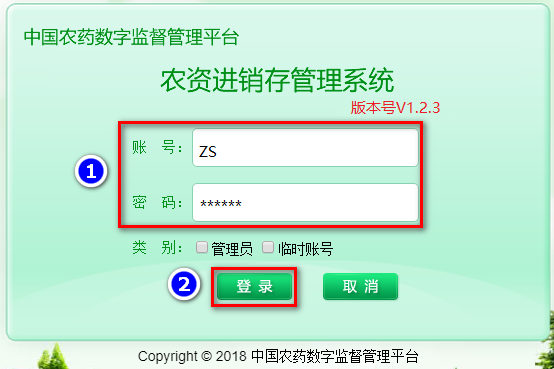 中国农药数字监督管理平台
农资进销存管理系统
版本号V1.2.3
账 号： ZS
1
密 码： ******
类 别： 管理员 临时账号
2 登 录 取 消
Copyright © 2018 中国农药数字监督管理平台